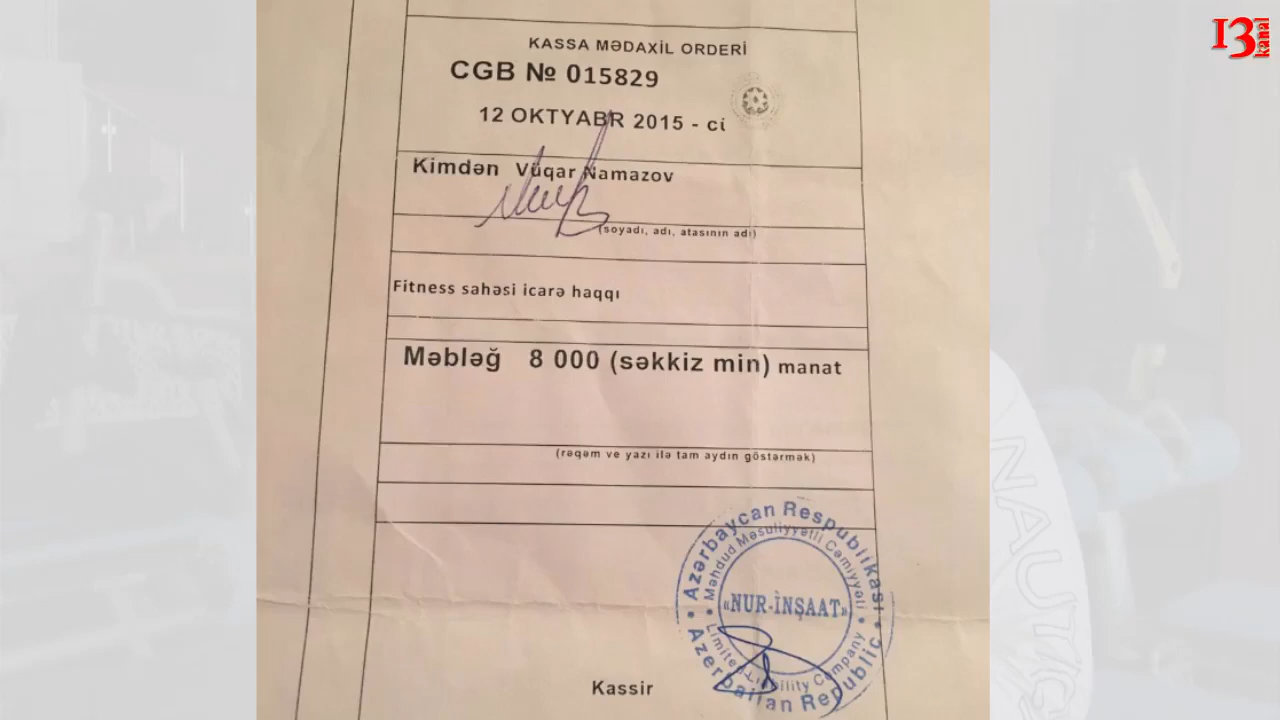 13
kanal
KASSA MƏDAXİL ORDERİ
CGB № 015829
12 OKTYABR 2015 - ci
Kimdən Vüqar Namazov
(soyadı, adı, atasının adı)
Fitness sahəsi icarə haqqı
Məbləğ 8 000 (səkkiz min) manat
(rəqəm ve yazı ilə tam aydın göstərmək)
Azərbaycan Respublikası
Məhdud Məsuliyyətli Cəmiyyəti
«NUR-İNŞAAT»
Limited Liability Company
Azerbaijan Republic
Kassir